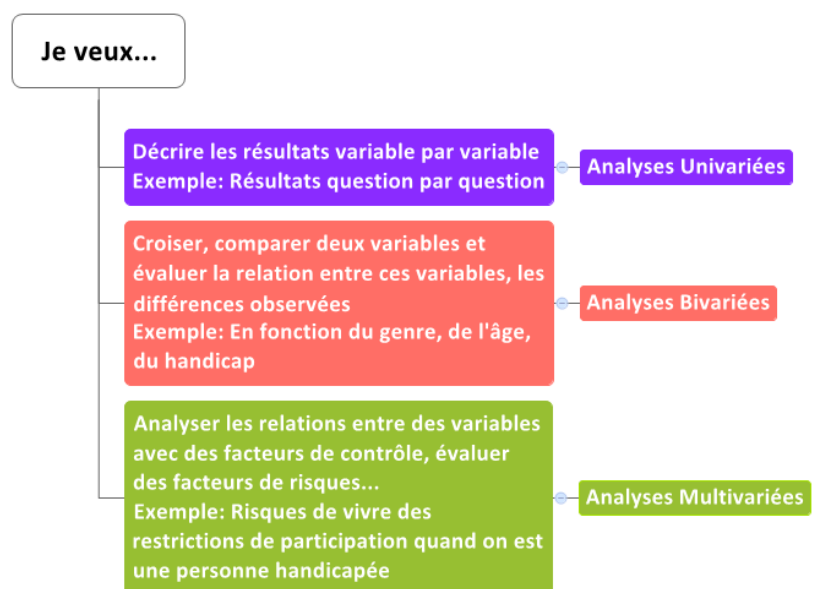 Je veux...
Décrire les résultats variable par variable
Exemple: Résultats question par question
Analyses Univariées
Croiser, comparer deux variables et
évaluer la relation entre ces variables, les
différences observées
Exemple: En fonction du genre, de l'âge,
du handicap
Analyses Bivariées
Analyser les relations entre des variables
avec des facteurs de contrôle, évaluer
des facteurs de risques...
Exemple: Risques de vivre des
restrictions de participation quand on est
une personne handicapée
Analyses Multivariées